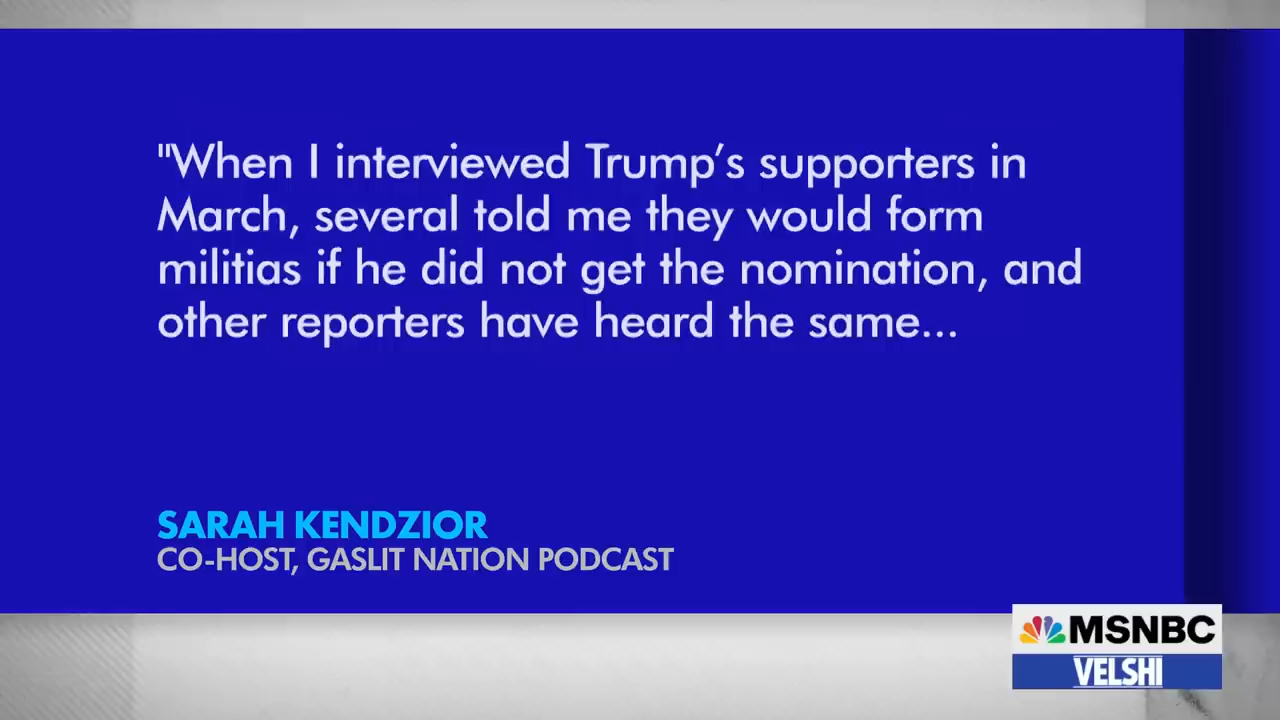 "When I interviewed Trump’s supporters in
March, several told me they would form
militias if he did not get the nomination, and
other reporters have heard the same...
SARAH KENDZIOR
CO-HOST, GASLIT NATION PODCAST
MSNBC
VELSHI